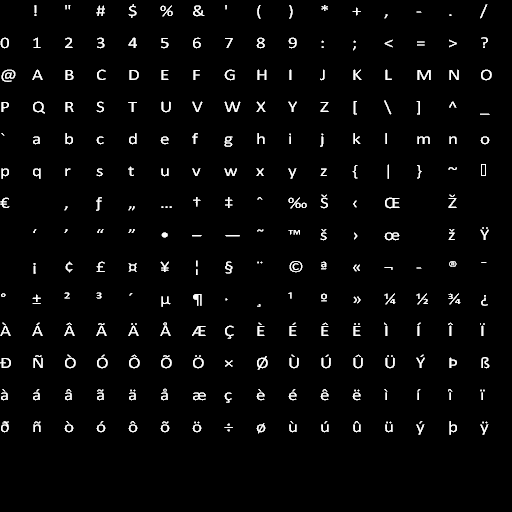 ! " # $ % & ' ( ) * + , - . /
0 1 2 3 4 5 6 7 8 9 : ; < = > ?
@ A B C D E F G H I J K L M N O
P Q R S T U V W X Y Z [ \ ] ^ _
` a b c d e f g h i j k l m n o
p q r s t u v w x y z { | } ~ ▯
€ ‚ ƒ „ … † ‡ ˆ ‰ Š ‹ Œ Ž
‘ ’ “ ” • – — ˜ ™ š › œ ž Ÿ
¡ ¢ £ ¤ ¥ ¦ § ¨ © ª « ¬ - ® ¯
° ± ² ³ ´ µ ¶ · ¸ ¹ º » ¼ ½ ¾ ¿
À Á Â Ã Ä Å Æ Ç È É Ê Ë Ì Í Î Ï
Ð Ñ Ò Ó Ô Õ Ö × Ø Ù Ú Û Ü Ý Þ ß
à á â ã ä å æ ç è é ê ë ì í î ï
ð ñ ò ó ô õ ö ÷ ø ù ú û ü ý þ ÿ